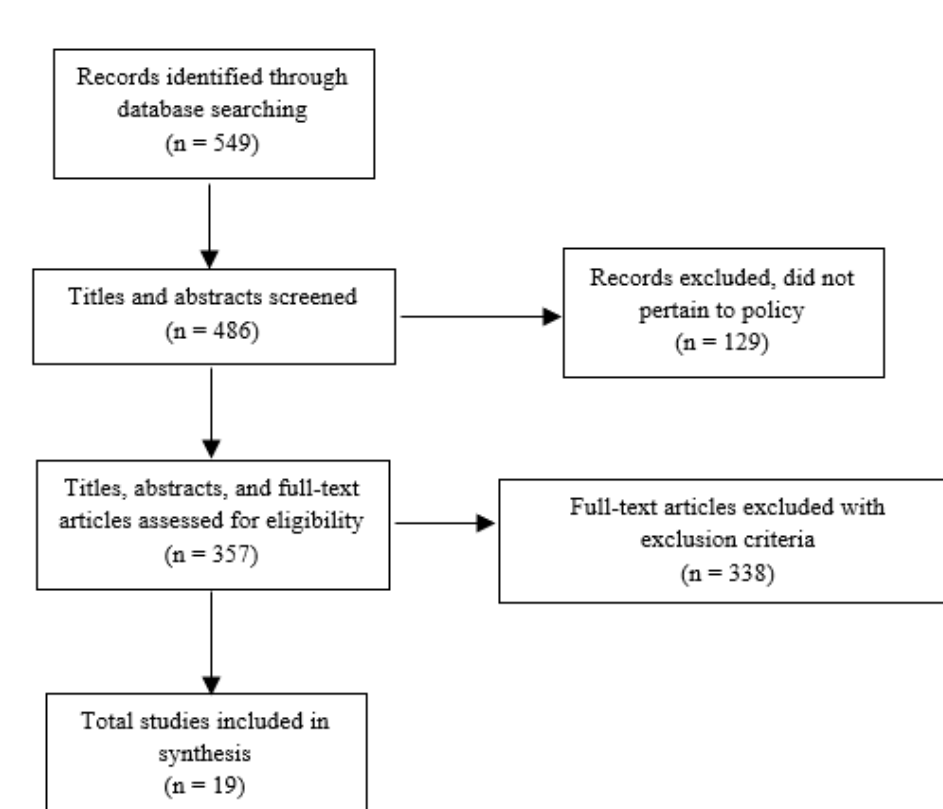 Records identified through
database searching
(n = 549)
Titles and abstracts screened
(n = 486)
Records excluded, did not
pertain to policy
(n = 129)
Titles, abstracts, and full-text
articles assessed for eligibility
(n = 357)
Full-text articles excluded with
exclusion criteria
(n = 338)
Total studies included in
synthesis
(n = 19)